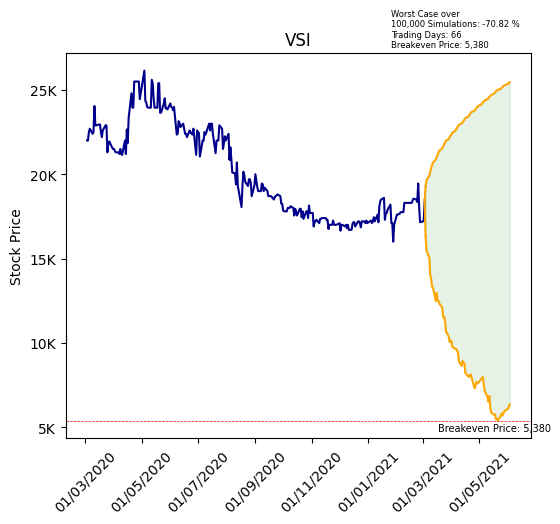 Worst Case over
100,000 Simulations: -70.82 %
Trading Days: 66
Breakeven Price: 5,380
VSI
Stock Price
25K
20K
15K
10K
5K
Breakeven Price: 5,380
01/03/2020
01/05/2020
01/07/2020
01/09/2020
01/11/2020
01/01/2021
01/03/2021
01/05/2021